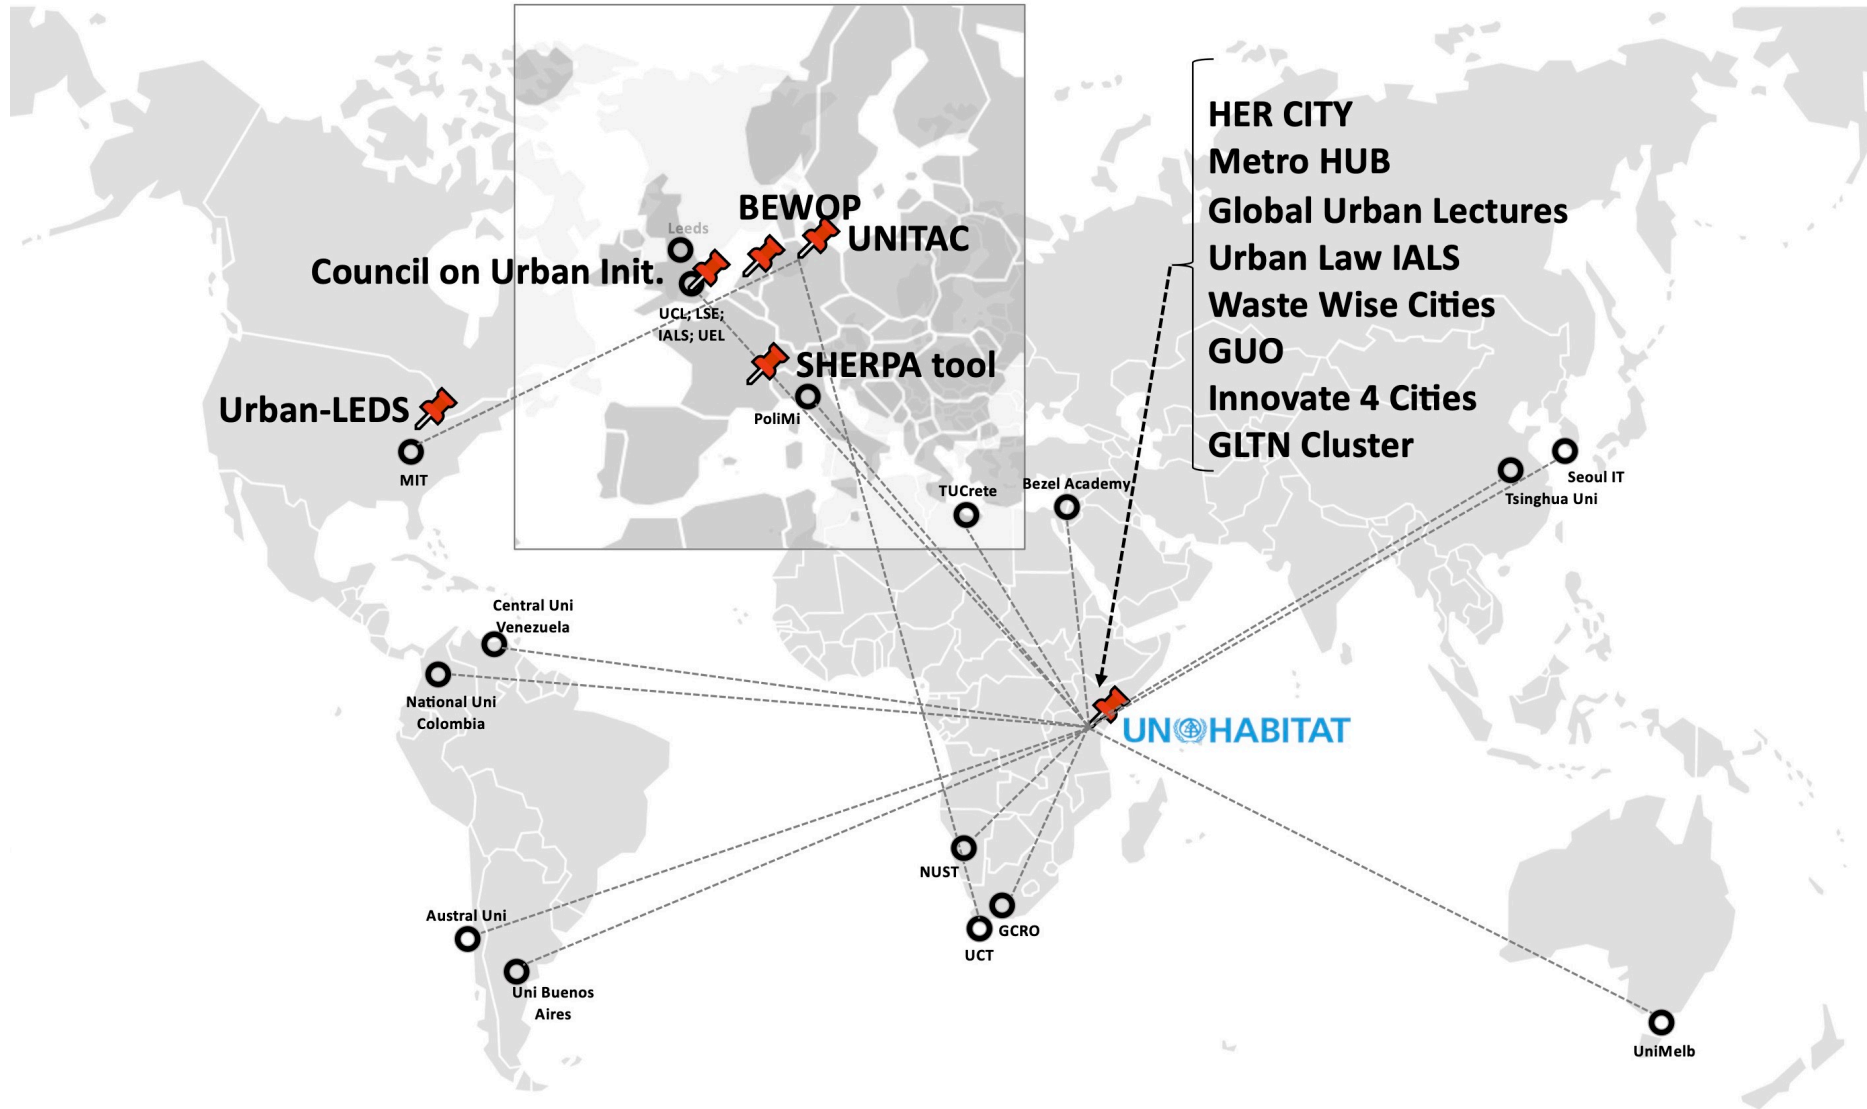 HER CITY
Metro HUB
Global Urban Lectures
Urban Law IALS
Waste Wise Cities
GUO
Innovate 4 Cities
GLTN Cluster
BEWOP
Leeds
UNITAC
Council on Urban Init.
UCL; LSE;
IALS; UEL
SHERPA tool
PoliMi
Urban-LEDS
MIT
TUCrete
Bezel Academy
Seoul IT
Tsinghua Uni
Central Uni
Venezuela
National Uni
Colombia
UN HABITAT
NUST
GCRO
UCT
Austral Uni
Uni Buenos
Aires
UniMelb